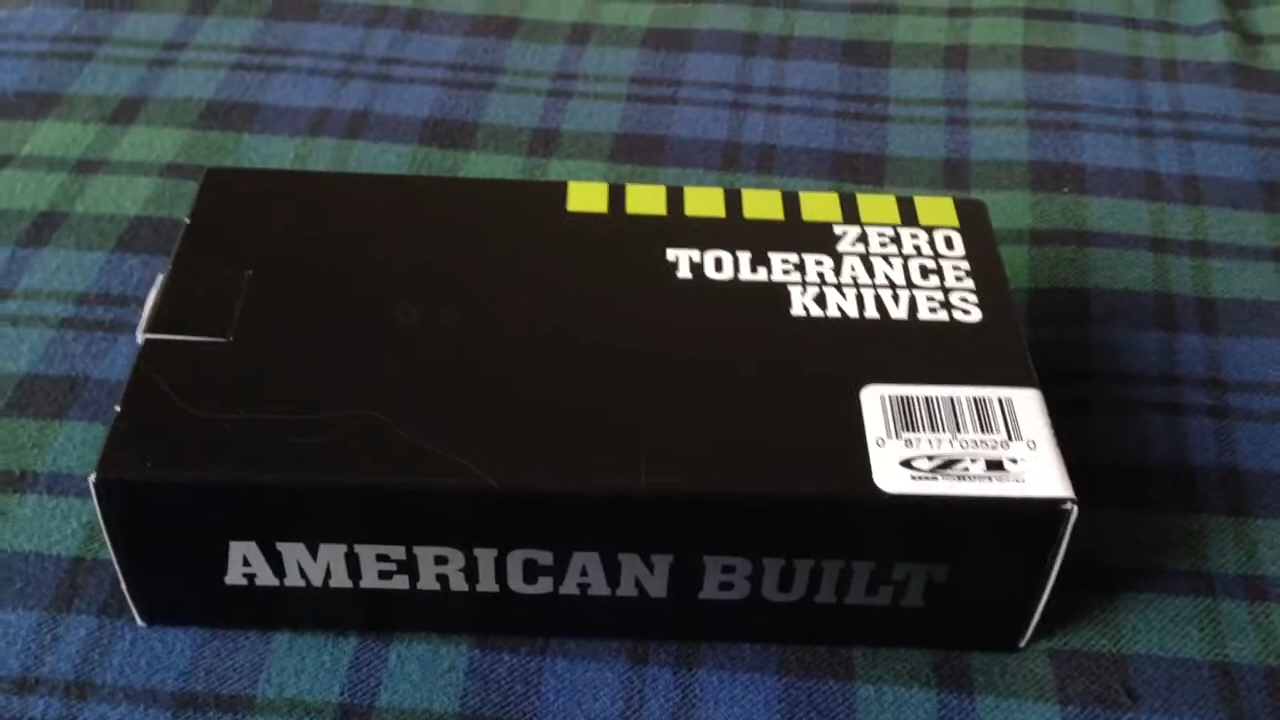 ZERO
TOLERANCE
KNIVES
0 87171 03526 0
ZT
AMERICAN BUILT